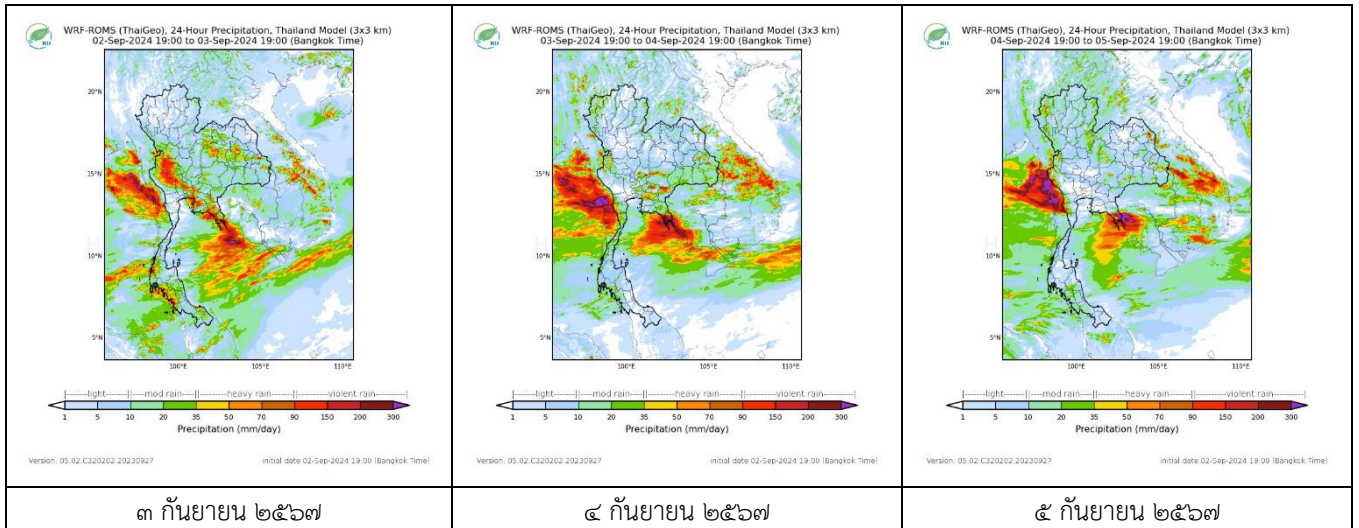 WRF-ROMS (ThaiGeo), 24-Hour Precipitation, Thailand Model (3x3 km)
02-Sep-2024 19:00 to 03-Sep-2024 19:00 (Bangkok Time)
20°N
15°N
10°N
5°N
100°E 105°E 110°E
light mod rain heavy rain violent rain
1 5 10 20 35 50 70 90 150 200 300
Precipitation (mm/day)
Version: 05.02.C320202.20230927 initial date 02-Sep-2024 19:00 (Bangkok Time)
๓ กันยายน ๒๕๖๗
WRF-ROMS (ThaiGeo), 24-Hour Precipitation, Thailand Model (3x3 km)
03-Sep-2024 19:00 to 04-Sep-2024 19:00 (Bangkok Time)
20°N
15°N
10°N
5°N
100°E 105°E 110°E
light mod rain heavy rain violent rain
1 5 10 20 35 50 70 90 150 200 300
Precipitation (mm/day)
Version: 05.02.C320202.20230927 initial date 02-Sep-2024 19:00 (Bangkok Time)
๔ กันยายน ๒๕๖๗
WRF-ROMS (ThaiGeo), 24-Hour Precipitation, Thailand Model (3x3 km)
04-Sep-2024 19:00 to 05-Sep-2024 19:00 (Bangkok Time)
20°N
15°N
10°N
5°N
100°E 105°E 110°E
light mod rain heavy rain violent rain
1 5 10 20 35 50 70 90 150 200 300
Precipitation (mm/day)
Version: 05.02.C320202.20230927 initial date 02-Sep-2024 19:00 (Bangkok Time)
๕ กันยายน ๒๕๖๗